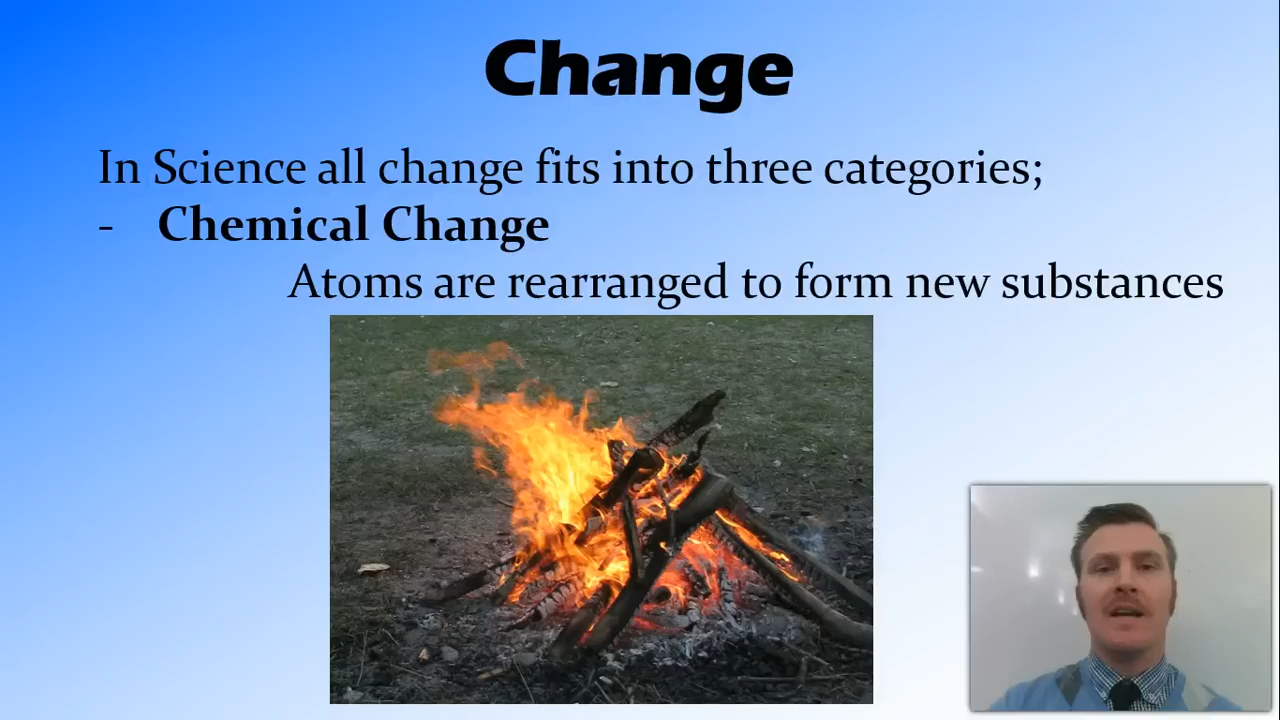 Change
In Science all change fits into three categories;
- Chemical Change
Atoms are rearranged to form new substances